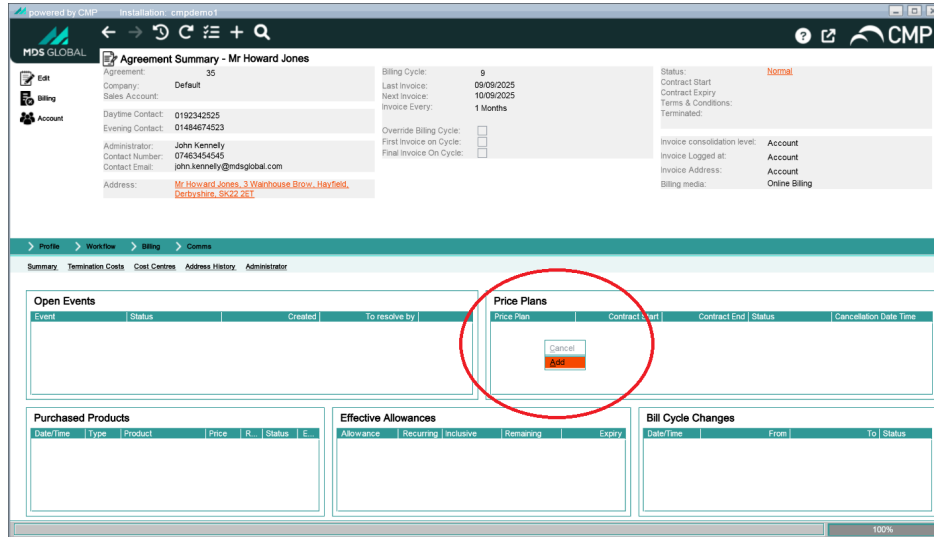 powered by CMP Installation: cmpdemo1
MDS GLOBAL
CMP
Agreement Summary - Mr Howard Jones
Edit
Billing
Account
Agreement: 35
Company: Default
Sales Account:
Daytime Contact: 0192342525
Evening Contact: 01484674523
Administrator: John Kennelly
Contact Number: 07463454545
Contact Email: john.kennelly@mdsglobal.com
Address: Mr Howard Jones, 3 Wainhouse Brow, Hayfield,
Derbyshire, SK22 2ET
Billing Cycle: 9
Last Invoice: 09/09/2025
Next Invoice: 10/09/2025
Invoice Every: 1 Months
Override Billing Cycle:
First Invoice on Cycle:
Final Invoice On Cycle:
Status: Normal
Contract Start
Contract Expiry
Terms & Conditions:
Terminated:
Invoice consolidation level: Account
Invoice Logged at: Account
Invoice Address: Account
Billing media: Online Billing
Profile Workflow Billing Comms
Summary Termination Costs Cost Centres Address History Administrator
Open Events
Event Status Created To resolve by
Price Plans
Price Plan Contract Start Contract End Status Cancellation Date Time
Cancel
Add
Purchased Products
Date/Time Type Product Price R... Status E...
Effective Allowances
Allowance Recurring Inclusive Remaining Expiry
Bill Cycle Changes
Date/Time From To Status
100%